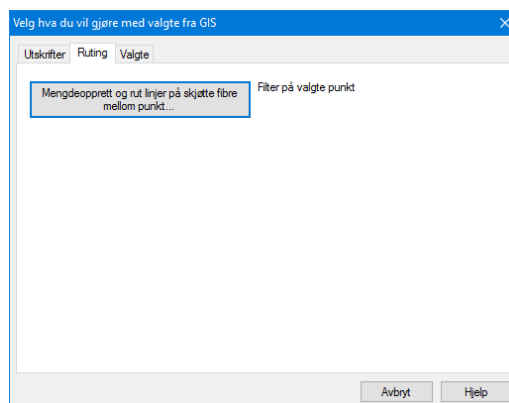 Velg hva du vil gjøre med valgte fra GIS
Utskrifter Ruting Valgte
Mengdeopprett og rut linjer på skjøtte fibre
mellom punkt...
Filter på valgte punkt
Avbryt Hjelp